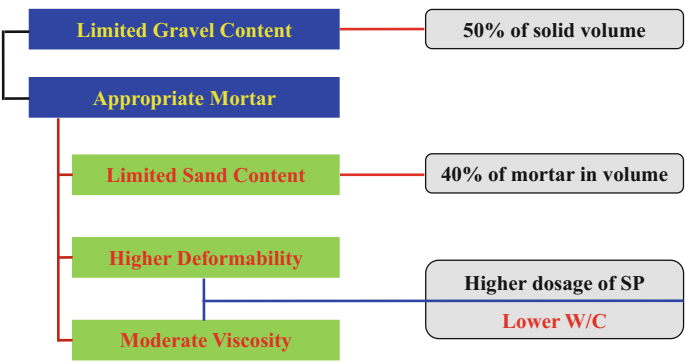 Limited Gravel Content
50% of solid volume
Appropriate Mortar
Limited Sand Content
40% of mortar in volume
Higher Deformability
Higher dosage of SP
Lower W/C
Moderate Viscosity